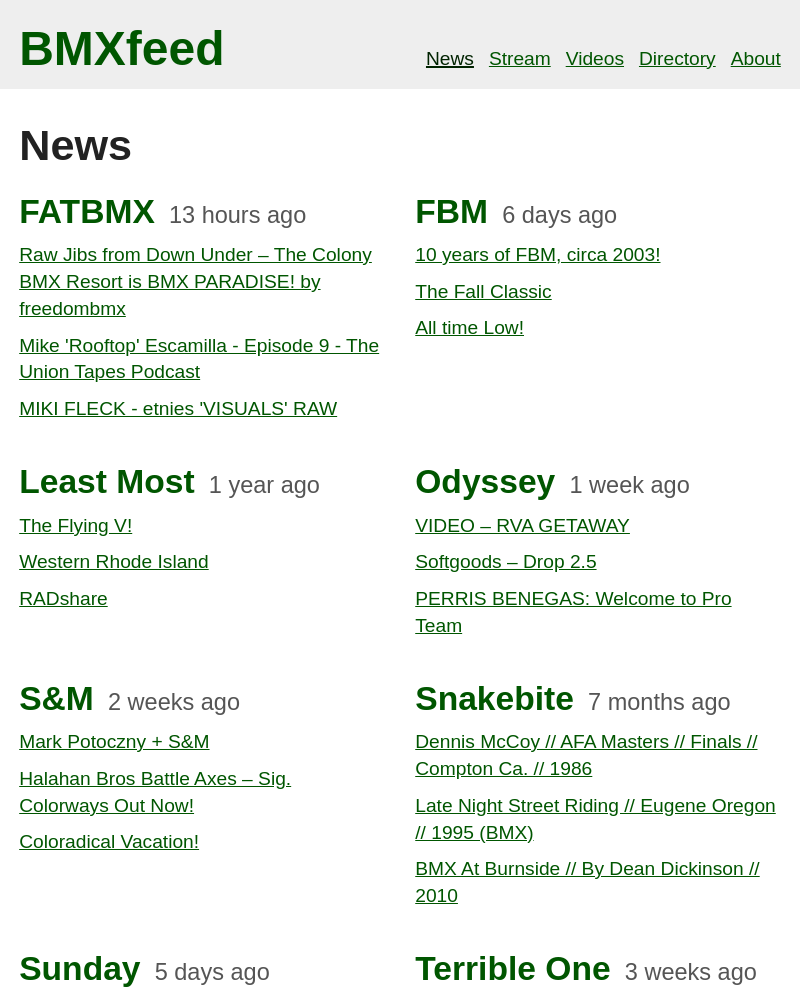 BMXfeed
News Stream Videos Directory About
News
FATBMX 13 hours ago
Raw Jibs from Down Under – The Colony
BMX Resort is BMX PARADISE! by
freedombmx
Mike 'Rooftop' Escamilla - Episode 9 - The
Union Tapes Podcast
MIKI FLECK - etnies 'VISUALS' RAW
FBM 6 days ago
10 years of FBM, circa 2003!
The Fall Classic
All time Low!
Least Most 1 year ago
The Flying V!
Western Rhode Island
RADshare
Odyssey 1 week ago
VIDEO – RVA GETAWAY
Softgoods – Drop 2.5
PERRIS BENEGAS: Welcome to Pro
Team
S&M 2 weeks ago
Mark Potoczny + S&M
Halahan Bros Battle Axes – Sig.
Colorways Out Now!
Coloradical Vacation!
Snakebite 7 months ago
Dennis McCoy // AFA Masters // Finals //
Compton Ca. // 1986
Late Night Street Riding // Eugene Oregon
// 1995 (BMX)
BMX At Burnside // By Dean Dickinson //
2010
Sunday 5 days ago
Terrible One 3 weeks ago